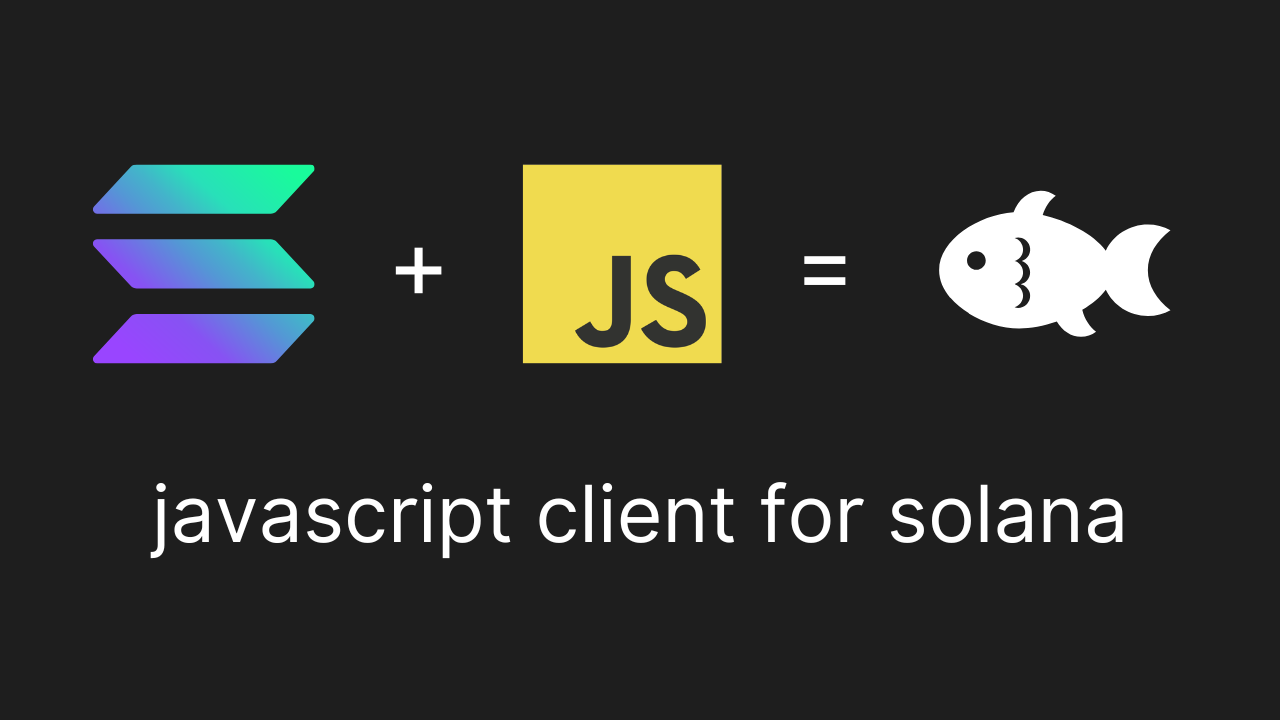 + JS =
javascript client for solana